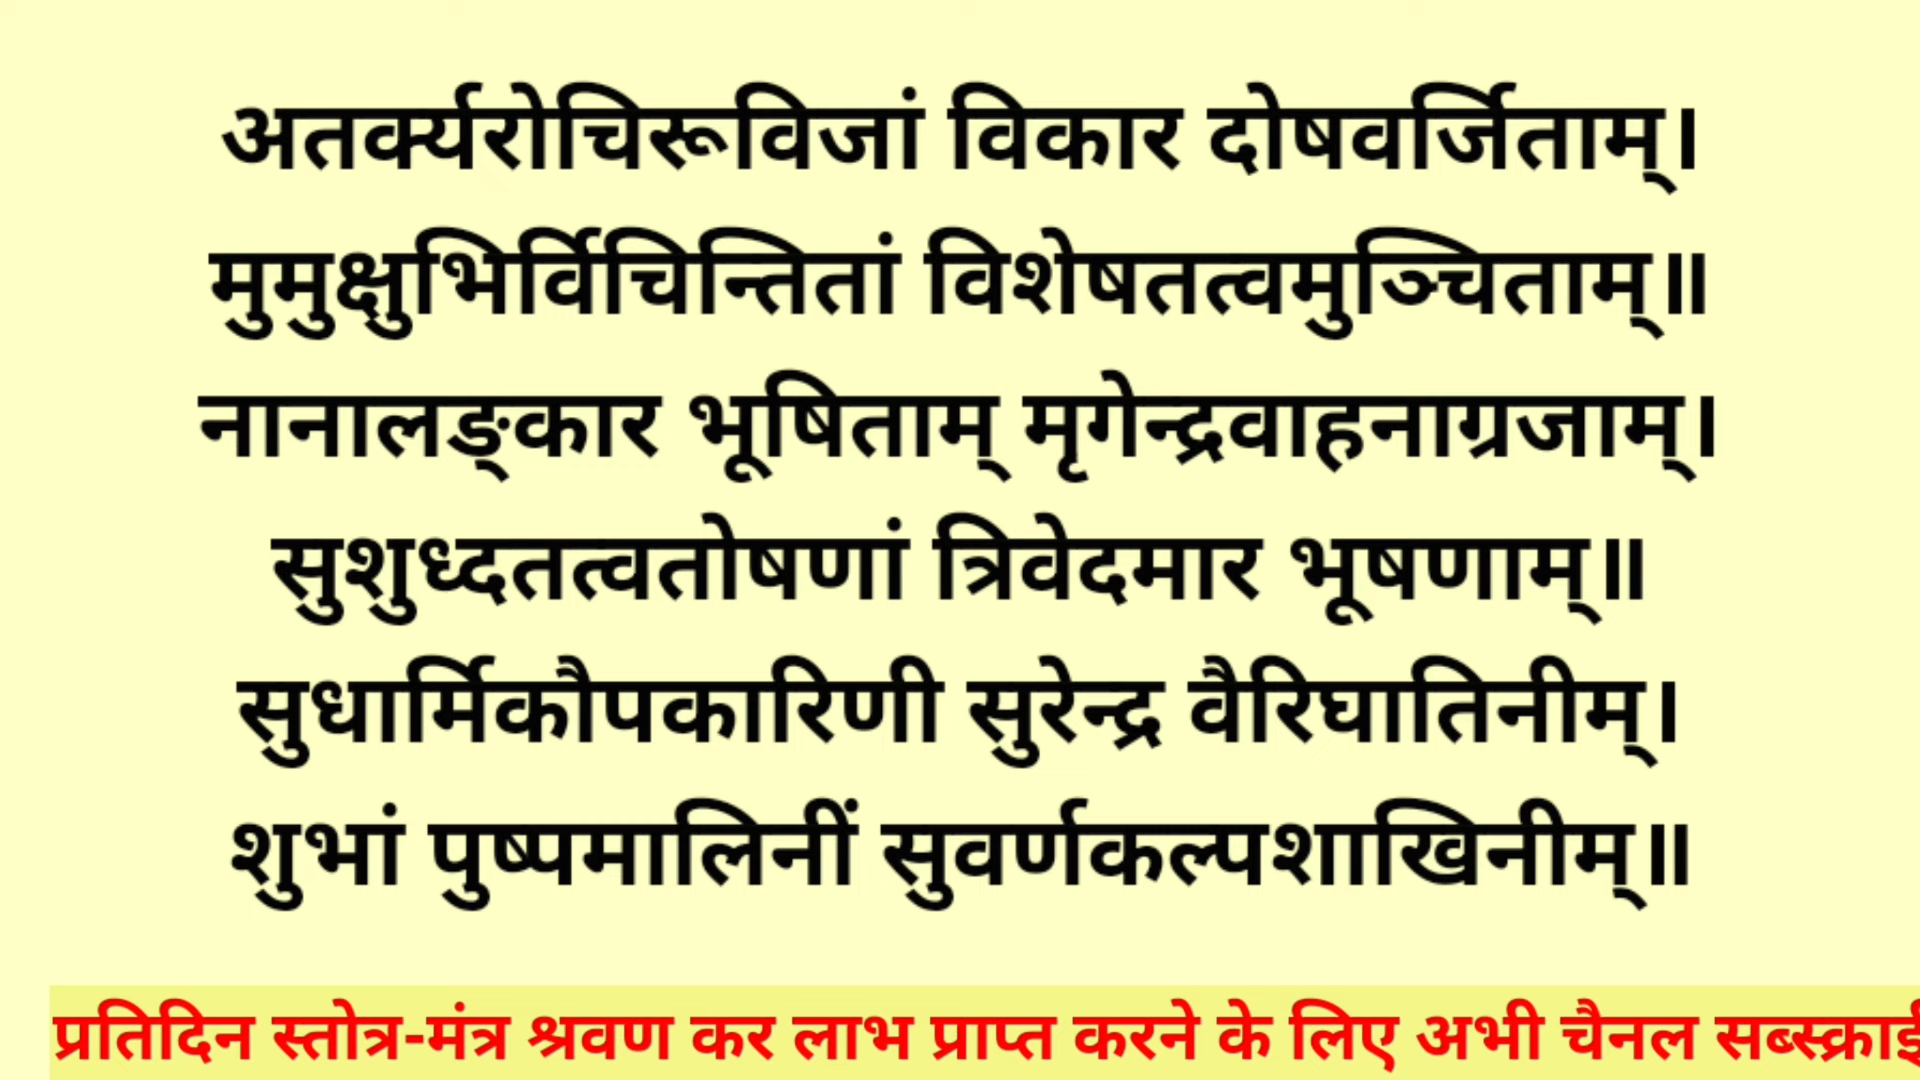 अतर्क्यरोचिरूविजां विकार दोषवर्जिताम्।
मुमुक्षुभिर्विचिन्तितां विशेषतत्वमुञ्चिताम्॥
नानालङ्कार भूषिताम् मृगेन्द्रवाहनाग्रजाम्।
सुशुध्दतत्वतोषणां त्रिवेदमार भूषणाम्॥
सुधार्मिकौपकारिणी सुरेन्द्र वैरिघातिनीम्।
शुभां पुष्पमालिनीं सुवर्णकल्पशाखिनीम्॥
प्रतिदिन स्तोत्र-मंत्र श्रवण कर लाभ प्राप्त करने के लिए अभी चैनल सब्स्क्राई